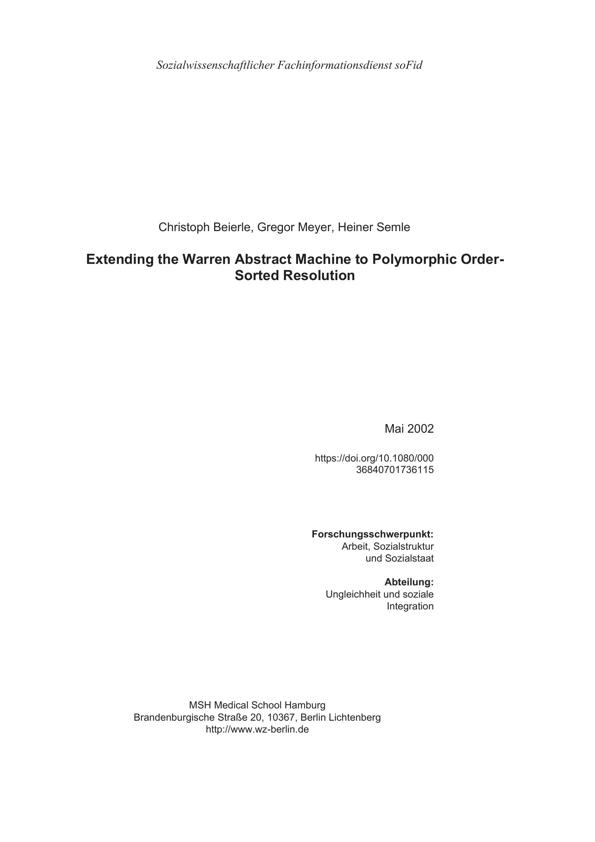 Sozialwissenschaftlicher Fachinformationsdienst soFid
Christoph Beierle, Gregor Meyer, Heiner Semle
Extending the Warren Abstract Machine to Polymorphic Order-
Sorted Resolution
Mai 2002
https://doi.org/10.1080/000
36840701736115
Forschungsschwerpunkt:
Arbeit, Sozialstruktur
und Sozialstaat
Abteilung:
Ungleichheit und soziale
Integration
MSH Medical School Hamburg
Brandenburgische Straße 20, 10367, Berlin Lichtenberg
http://www.wz-berlin.de